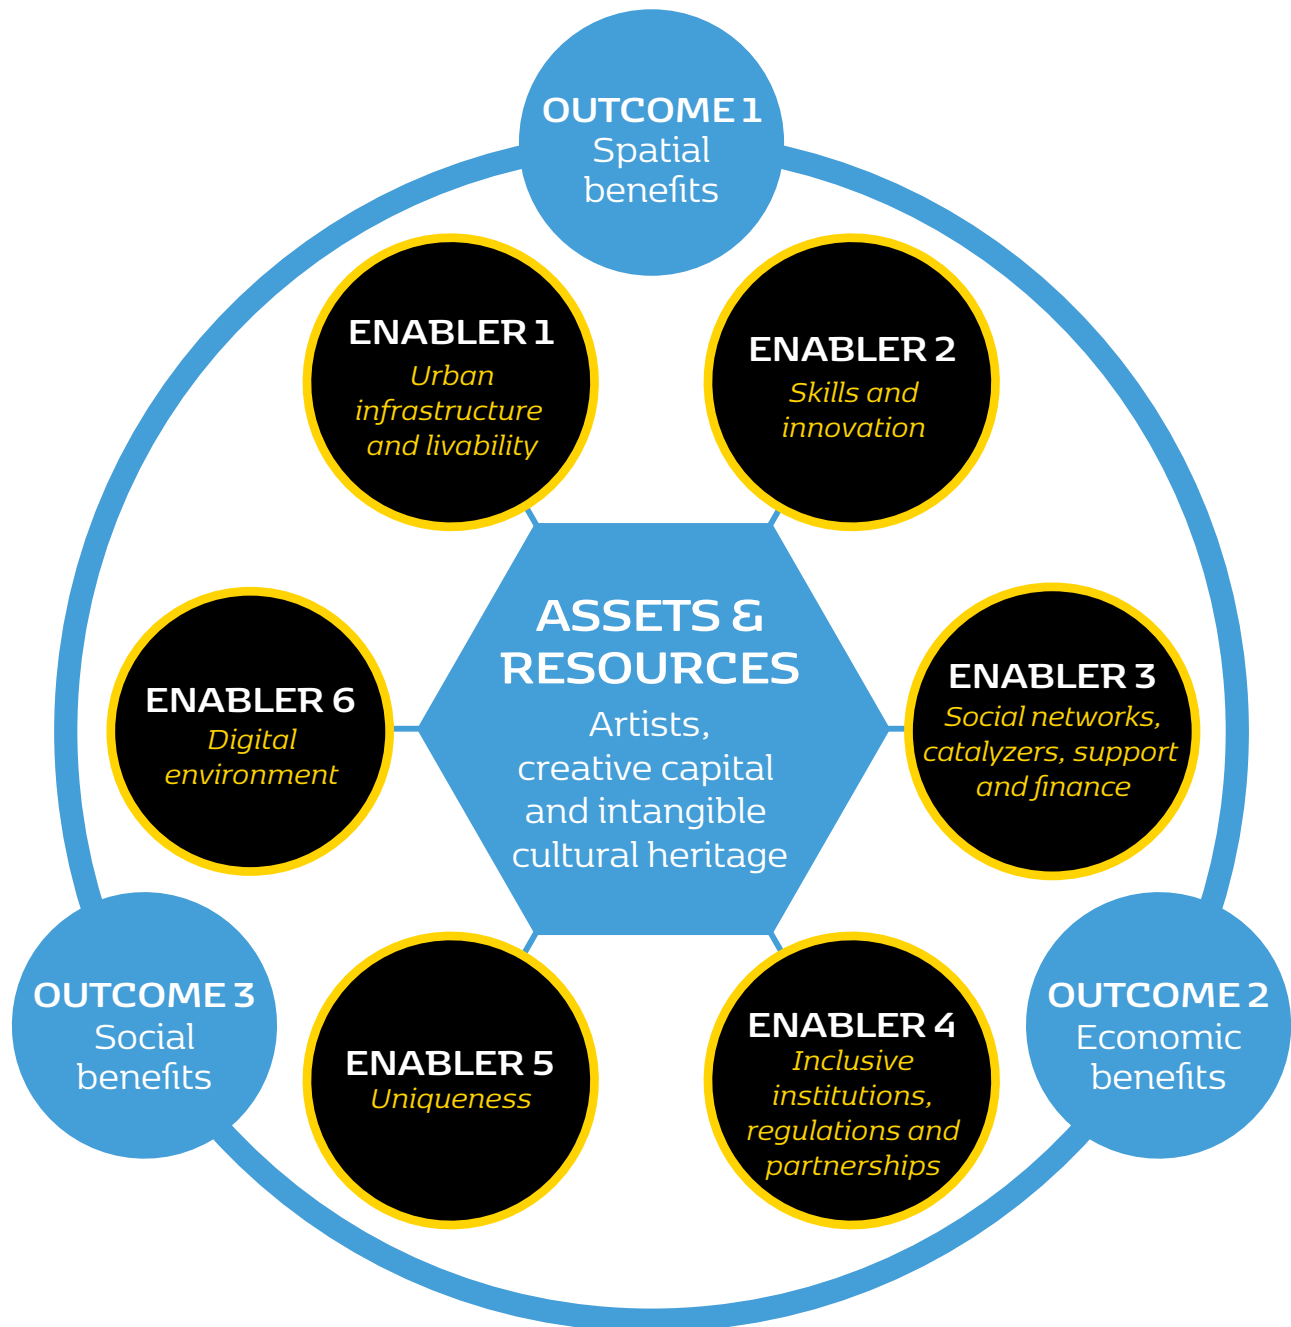 OUTCOME 1
Spatial
benefits
ENABLER 1
Urban
infrastructure
and livability
ENABLER 2
Skills and
innovation
ASSETS &
RESOURCES
Artists,
creative capital
and intangible
cultural heritage
ENABLER 3
Social networks,
catalyzers, support
and finance
ENABLER 6
Digital
environment
OUTCOME 3
Social
benefits
ENABLER 5
Uniqueness
ENABLER 4
Inclusive
institutions,
regulations and
partnerships
OUTCOME 2
Economic
benefits